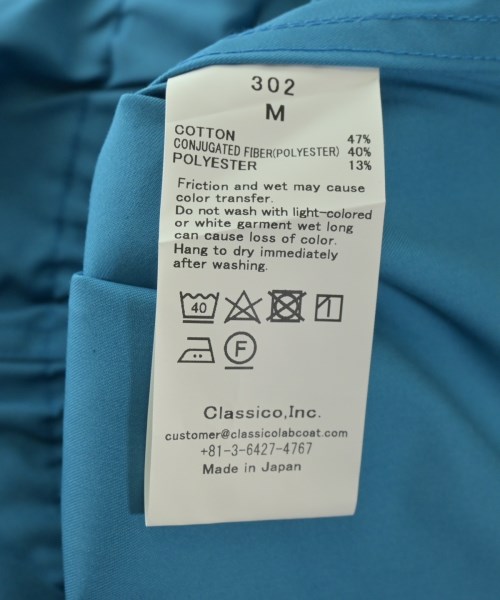 302
M
COTTON 47%
CONJUGATED FIBER(POLYESTER) 40%
POLYESTER 13%
Friction and wet may cause
color transfer.
Do not wash with light-colored
or white garment wet long
can cause loss of color.
Hang to dry immediately
after washing.
40
F
Classico,Inc.
customer@classicolabcoat.com
+81-3-6427-4767
Made in Japan